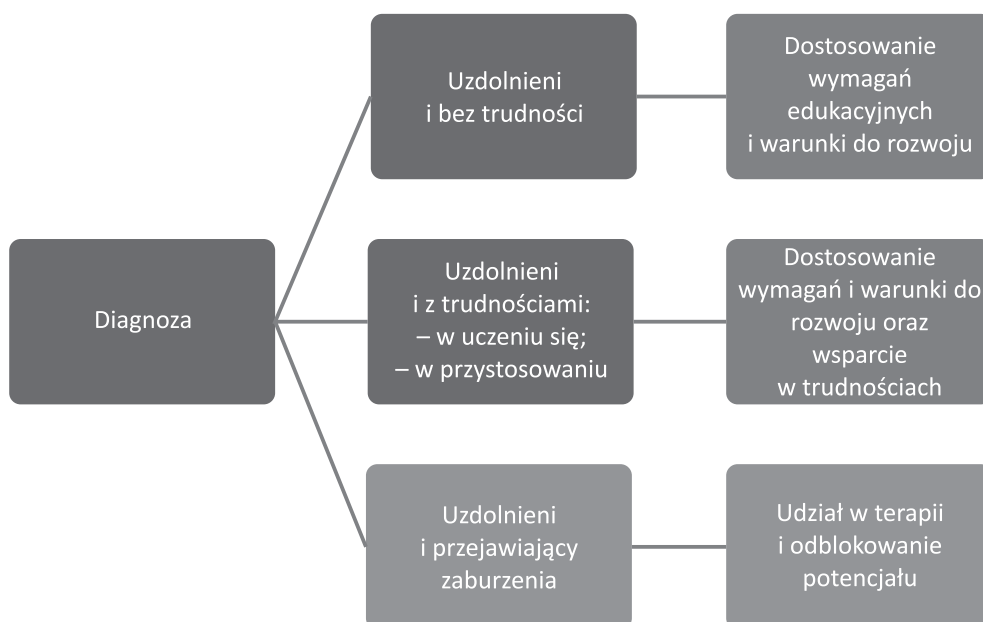 Diagnoza
Uzdolnieni
i bez trudności
Dostosowanie
wymagań
edukacyjnych
i warunki do rozwoju
Uzdolnieni
i z trudnościami:
– w uczeniu się;
– w przystosowaniu
Dostosowanie
wymagań i warunki do
rozwoju oraz
wsparcie
w trudnościach
Uzdolnieni
i przejawiający
zaburzenia
Udział w terapii
i odblokowanie
potencjału